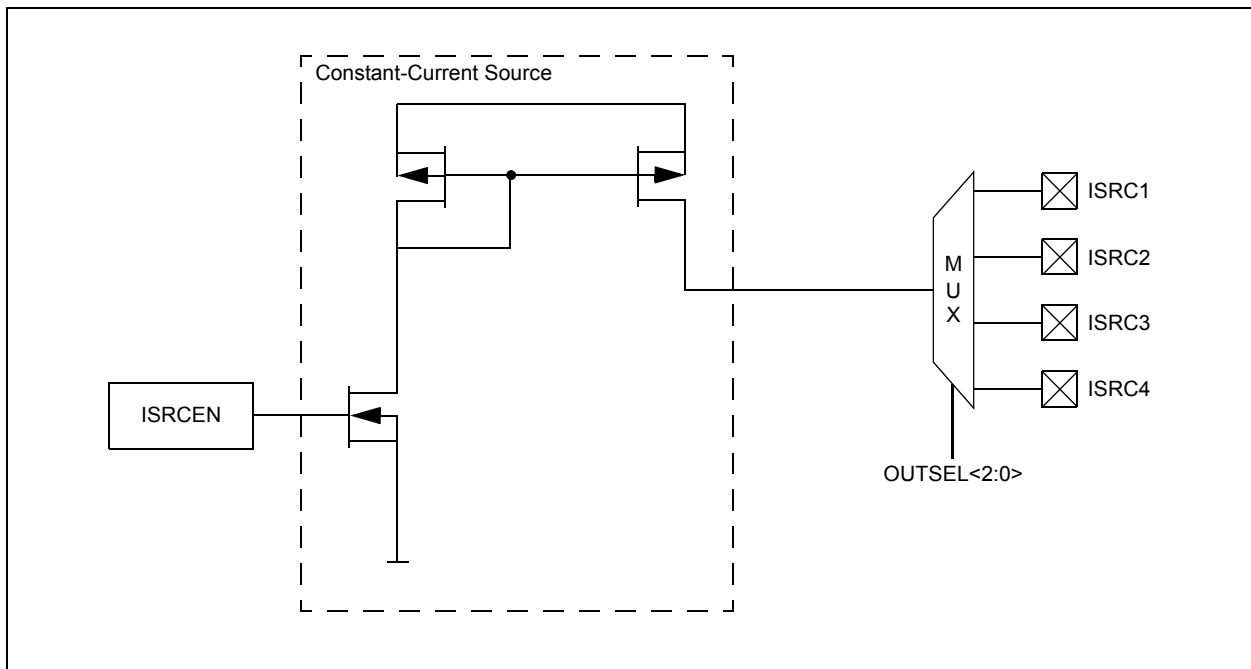 Constant-Current Source
ISRC1
ISRC2
M
U
X
ISRC3
ISRC4
ISRCEN
OUTSEL<2:0>